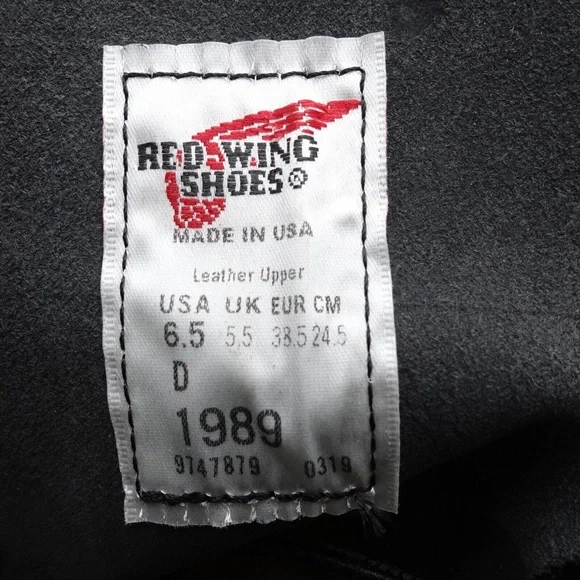 RED WING
SHOES®
MADE IN USA
Leather Upper
USA UK EUR CM
6.5 5.5 38.5 24.5
D
1989
9747879 0319